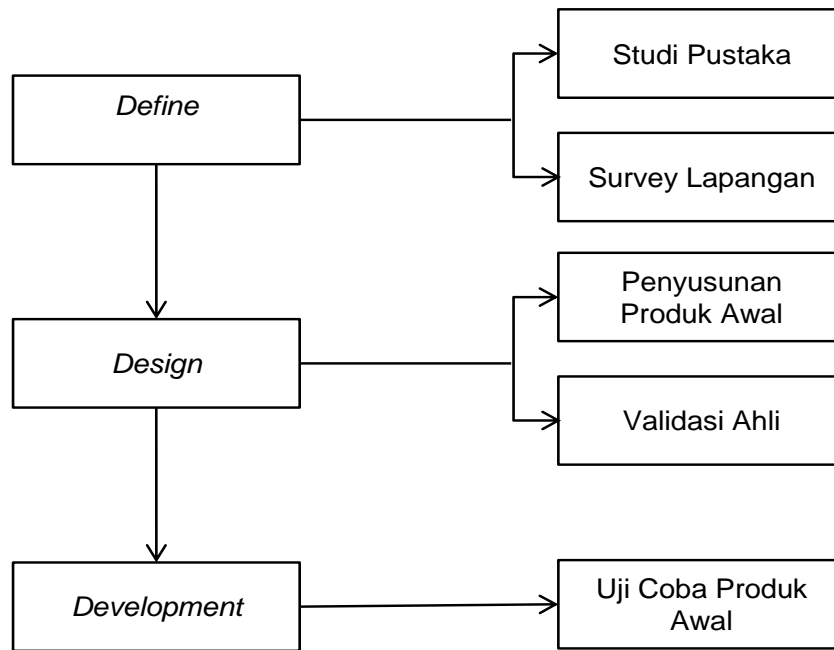 Define
Studi Pustaka
Survey Lapangan
Design
Penyusunan
Produk Awal
Validasi Ahli
Development
Uji Coba Produk
Awal